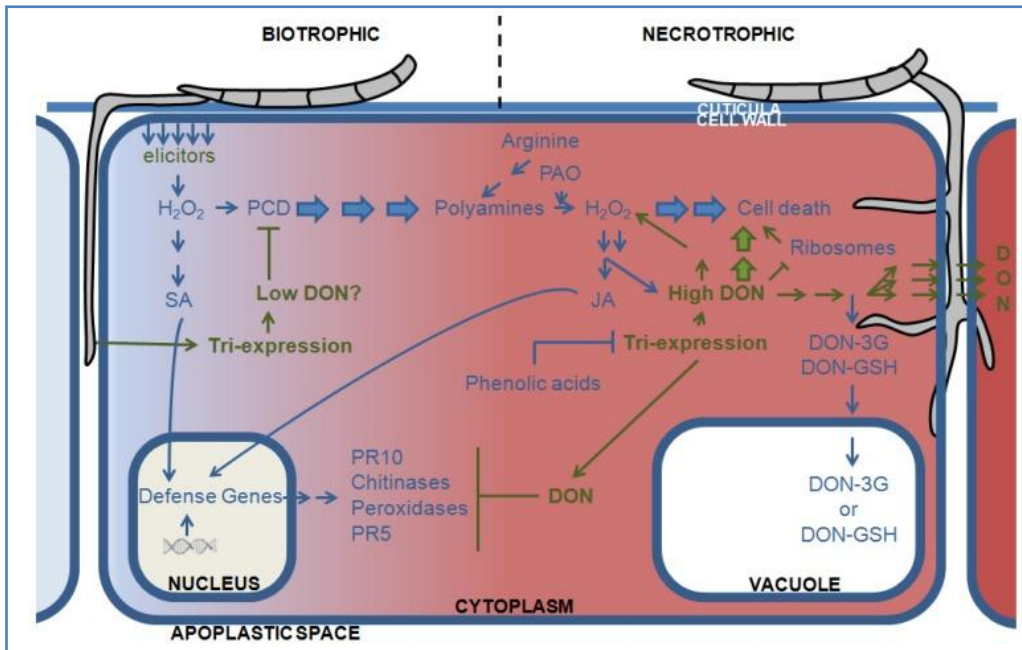 BIOTROPHIC
NECROTROPHIC
CUTICULA
CELL WALL
elicitors
Arginine
PAO
H2O2
PCD
Polyamines
H2O2
Cell death
Ribosomes
D
O
N
SA
Low DON?
JA
High DON
Tri-expression
Tri-expression
DON-3G
DON-GSH
Phenolic acids
PR10
Chitinases
Peroxidases
PR5
Defense Genes
DON
DON-3G
or
DON-GSH
NUCLEUS
VACUOLE
CYTOPLASM
APOPLASTIC SPACE